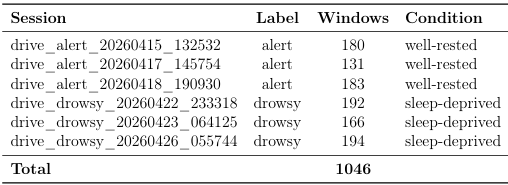 Session Label Windows Condition
drive_alert_20260415_132532 alert 180 well-rested
drive_alert_20260417_145754 alert 131 well-rested
drive_alert_20260418_190930 alert 183 well-rested
drive_drowsy_20260422_233318 drowsy 192 sleep-deprived
drive_drowsy_20260423_064125 drowsy 166 sleep-deprived
drive_drowsy_20260426_055744 drowsy 194 sleep-deprived
Total 1046